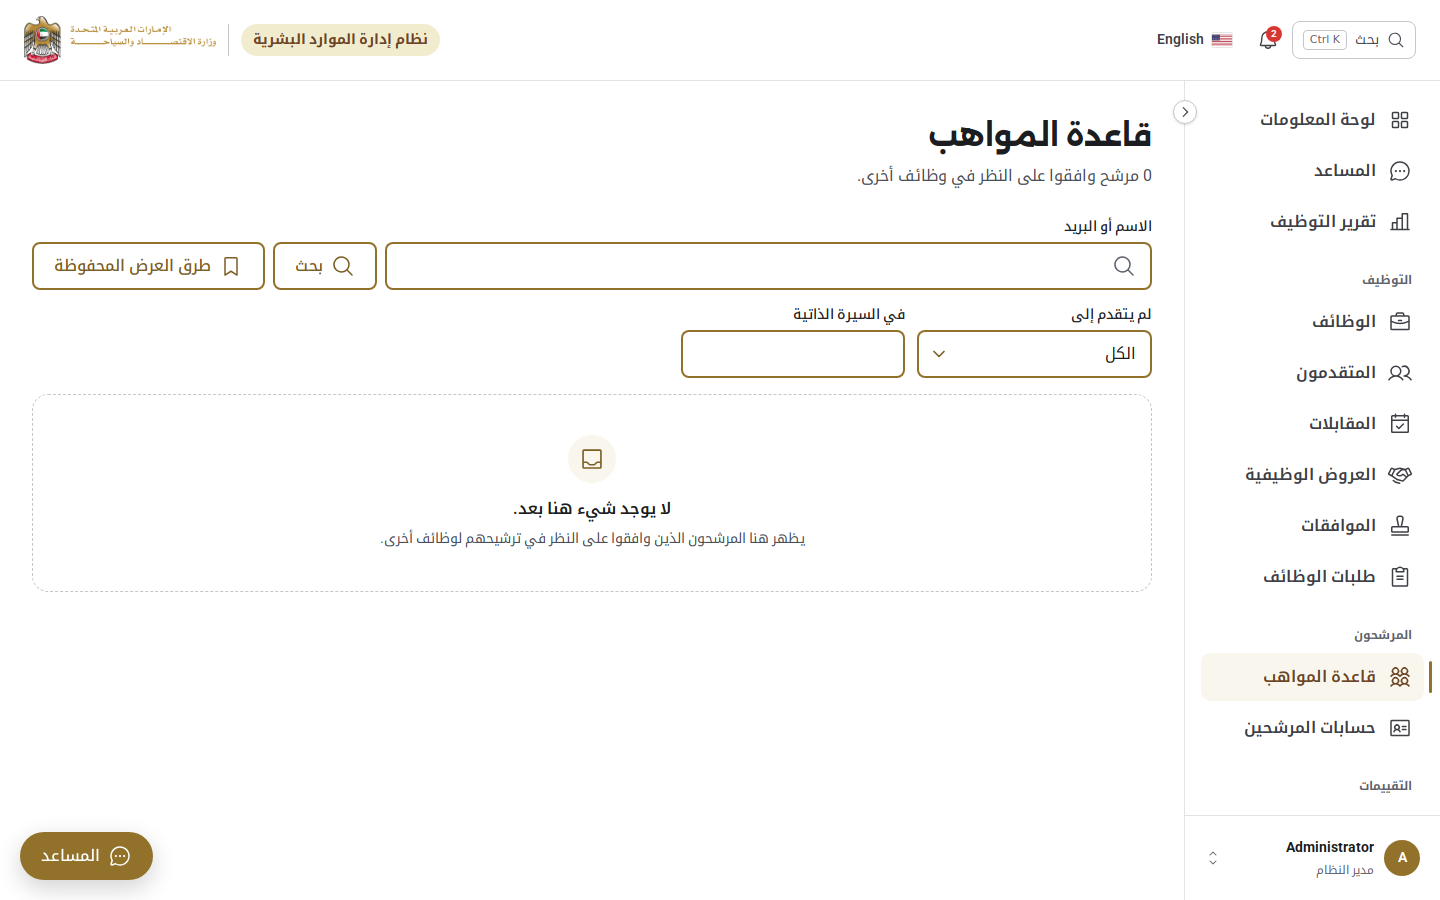 الإمارات العربية المتحدة
وزارة الاقتصاد والسياحة
نظام إدارة الموارد البشرية
English
2
بحث
Ctrl K
لوحة المعلومات
المساعد
تقرير التوظيف
التوظيف
الوظائف
المتقدمون
المقابلات
العروض الوظيفية
الموافقات
طلبات الوظائف
المرشحون
قاعدة المواهب
حسابات المرشحين
التقييمات
A
Administrator
مدير النظام
قاعدة المواهب
0 مرشح وافقوا على النظر في وظائف أخرى.
الاسم أو البريد
بحث
طرق العرض المحفوظة
لم يتقدم إلى
في السيرة الذاتية
الكل
لا يوجد شيء هنا بعد.
يظهر هنا المرشحون الذين وافقوا على النظر في ترشيحهم لوظائف أخرى.
المساعد